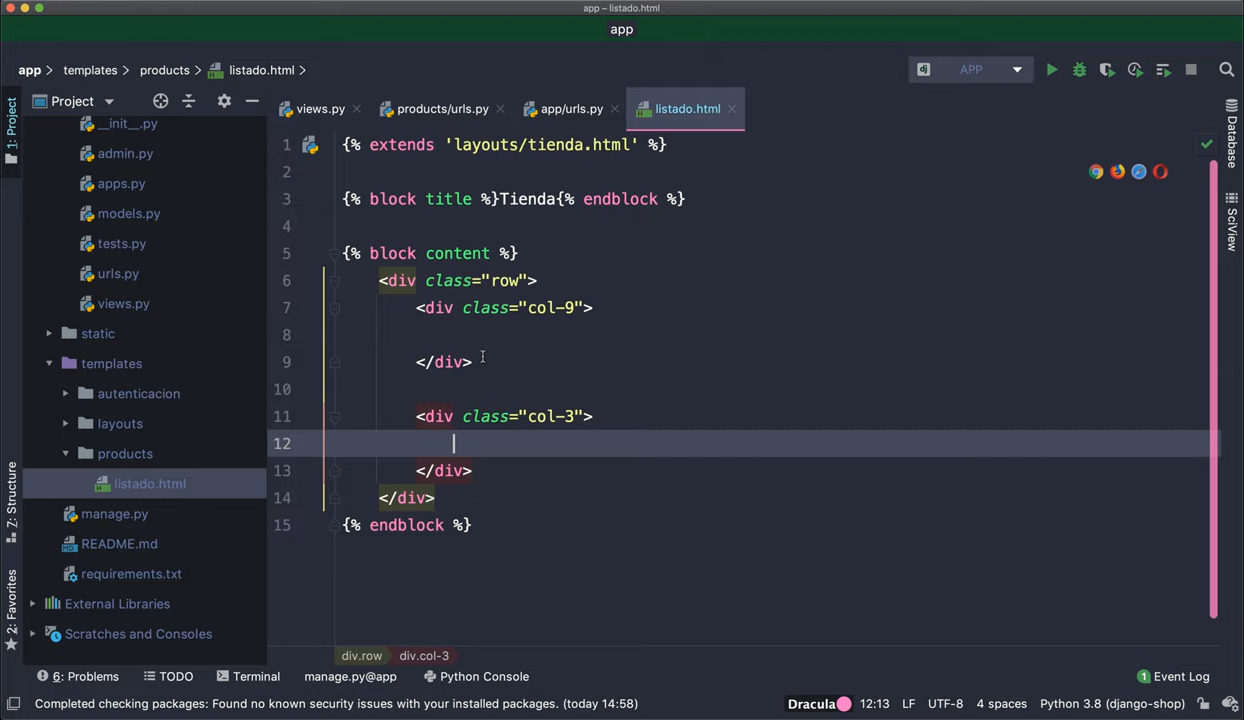 app – listado.html
app
app
templates
products
listado.html
dj
APP
1: Project
Project
views.py
products/urls.py
app/urls.py
listado.html
Database
SciView
__init__.py
admin.py
apps.py
models.py
tests.py
urls.py
views.py
static
templates
autenticacion
layouts
products
listado.html
manage.py
README.md
requirements.txt
External Libraries
Scratches and Consoles
Z: Structure
2: Favorites
1 {% extends 'layouts/tienda.html' %}
2
3 {% block title %}Tienda{% endblock %}
4
5 {% block content %}
6 <div class="row">
7 <div class="col-9">
8
9 </div>
10
11 <div class="col-3">
12
13 </div>
14 </div>
15 {% endblock %}
div.row
div.col-3
6: Problems
TODO
Terminal
manage.py@app
Python Console
1 Event Log
Completed checking packages: Found no known security issues with your installed packages. (today 14:58)
Dracula
12:13
LF
UTF-8
4 spaces
Python 3.8 (django-shop)